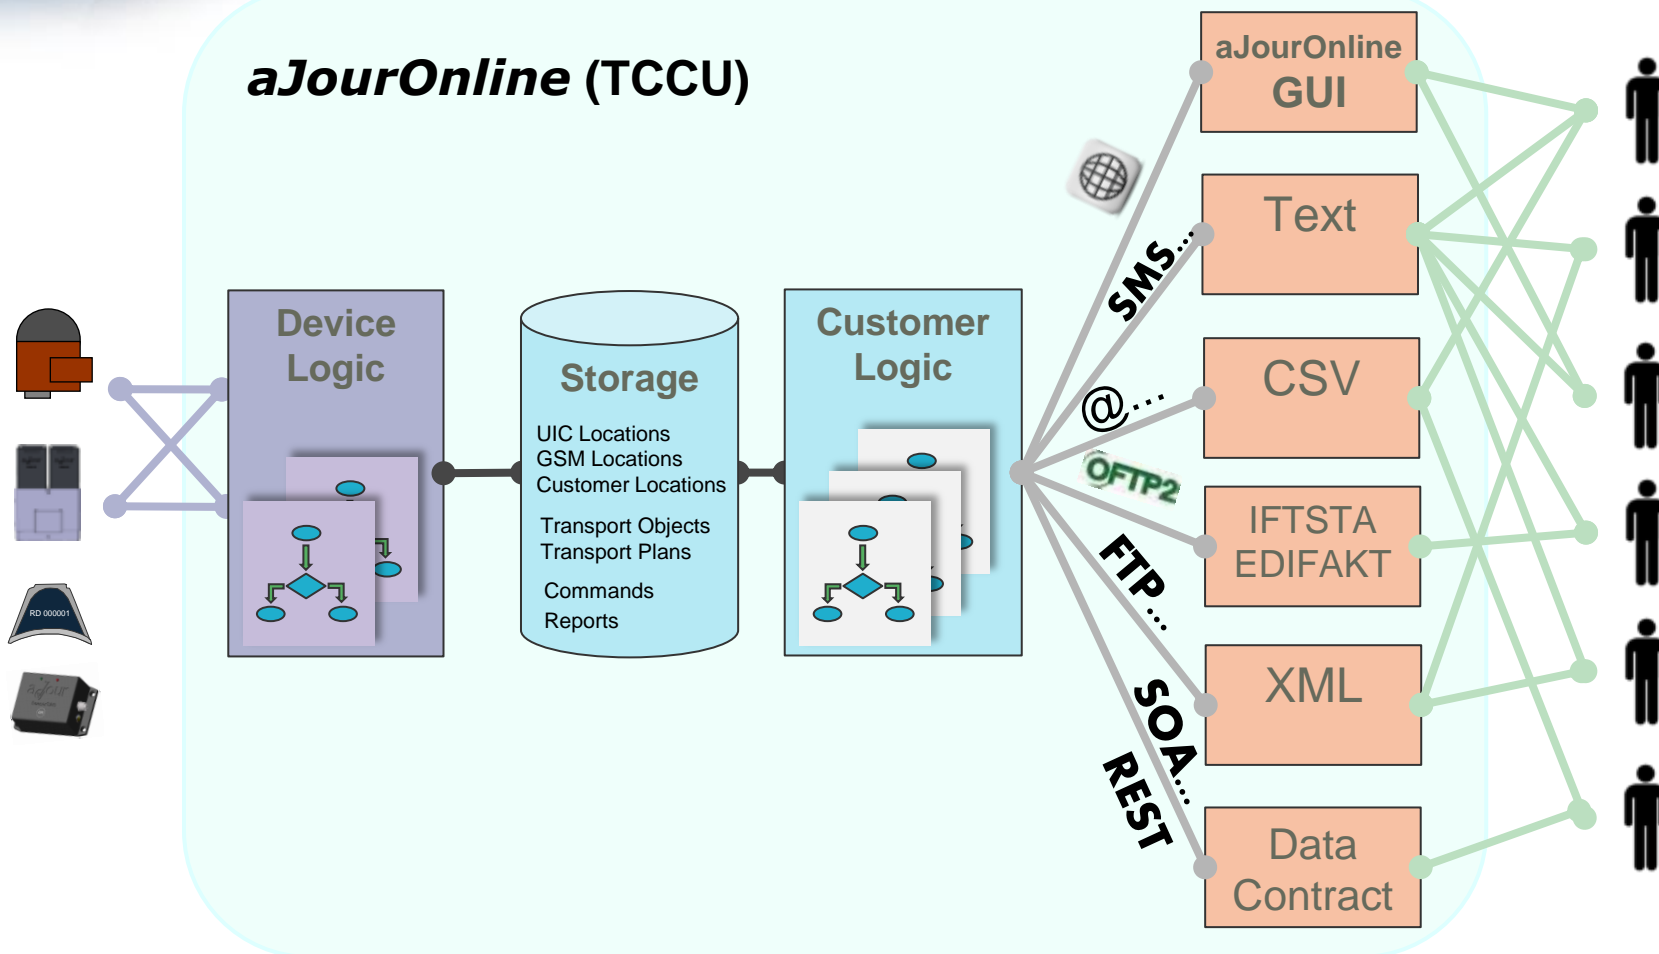 aJourOnline (TCCU)
Device
Logic
Storage
UIC Locations
GSM Locations
Customer Locations
Transport Objects
Transport Plans
Commands
Reports
Customer
Logic
SMS...
@...
OFTP2
FTP...
SOA...
REST
aJourOnline
GUI
Text
CSV
IFTSTA
EDIFAKT
XML
Data
Contract
RD 000001